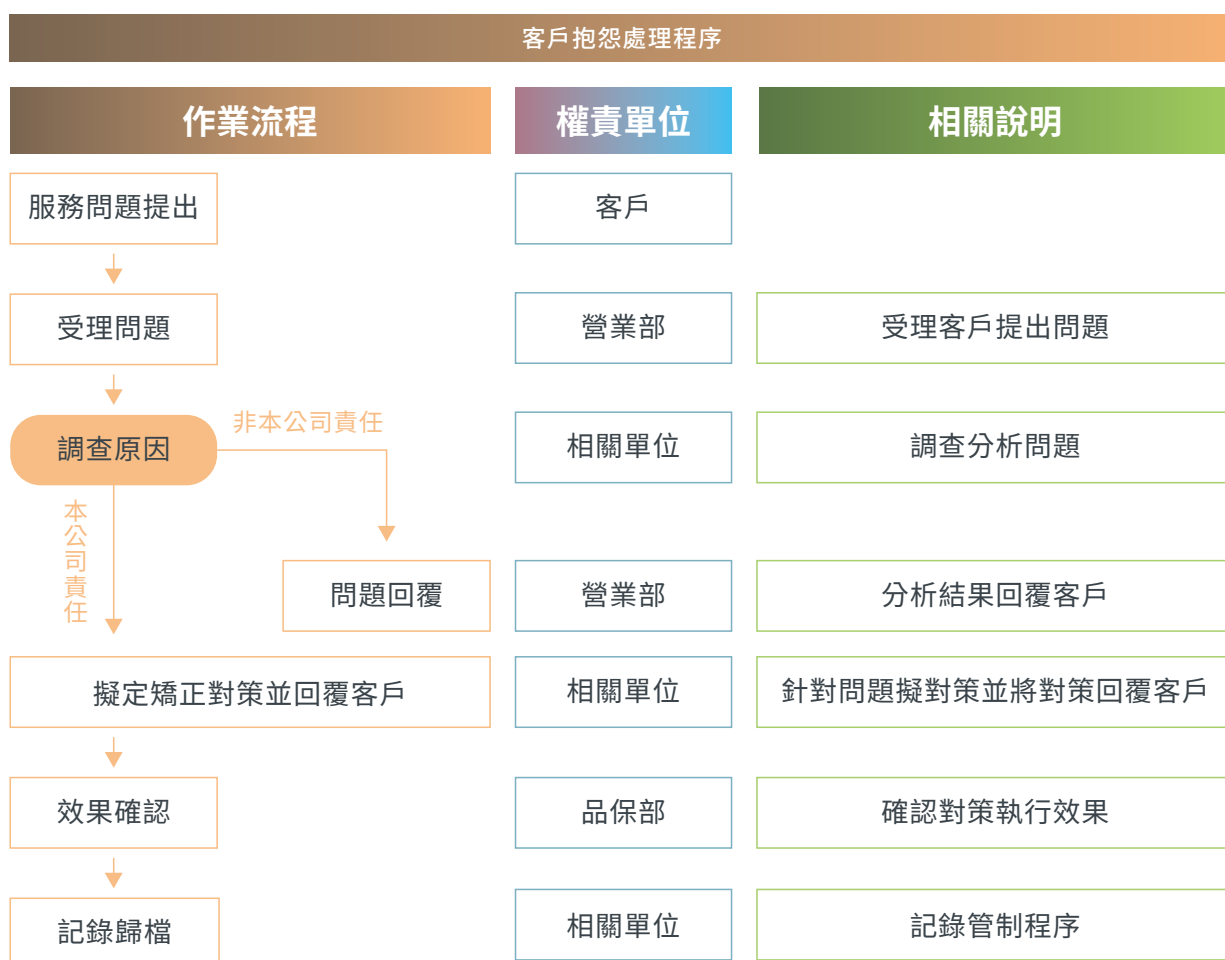 客戶抱怨處理程序
作業流程
權責單位
相關說明
服務問題提出
客戶
受理問題
營業部
受理客戶提出問題
非本公司責任
調查原因
相關單位
調查分析問題
本公司責任
問題回覆
營業部
分析結果回覆客戶
擬定矯正對策並回覆客戶
相關單位
針對問題擬對策並將對策回覆客戶
效果確認
品保部
確認對策執行效果
記錄歸檔
相關單位
記錄管制程序